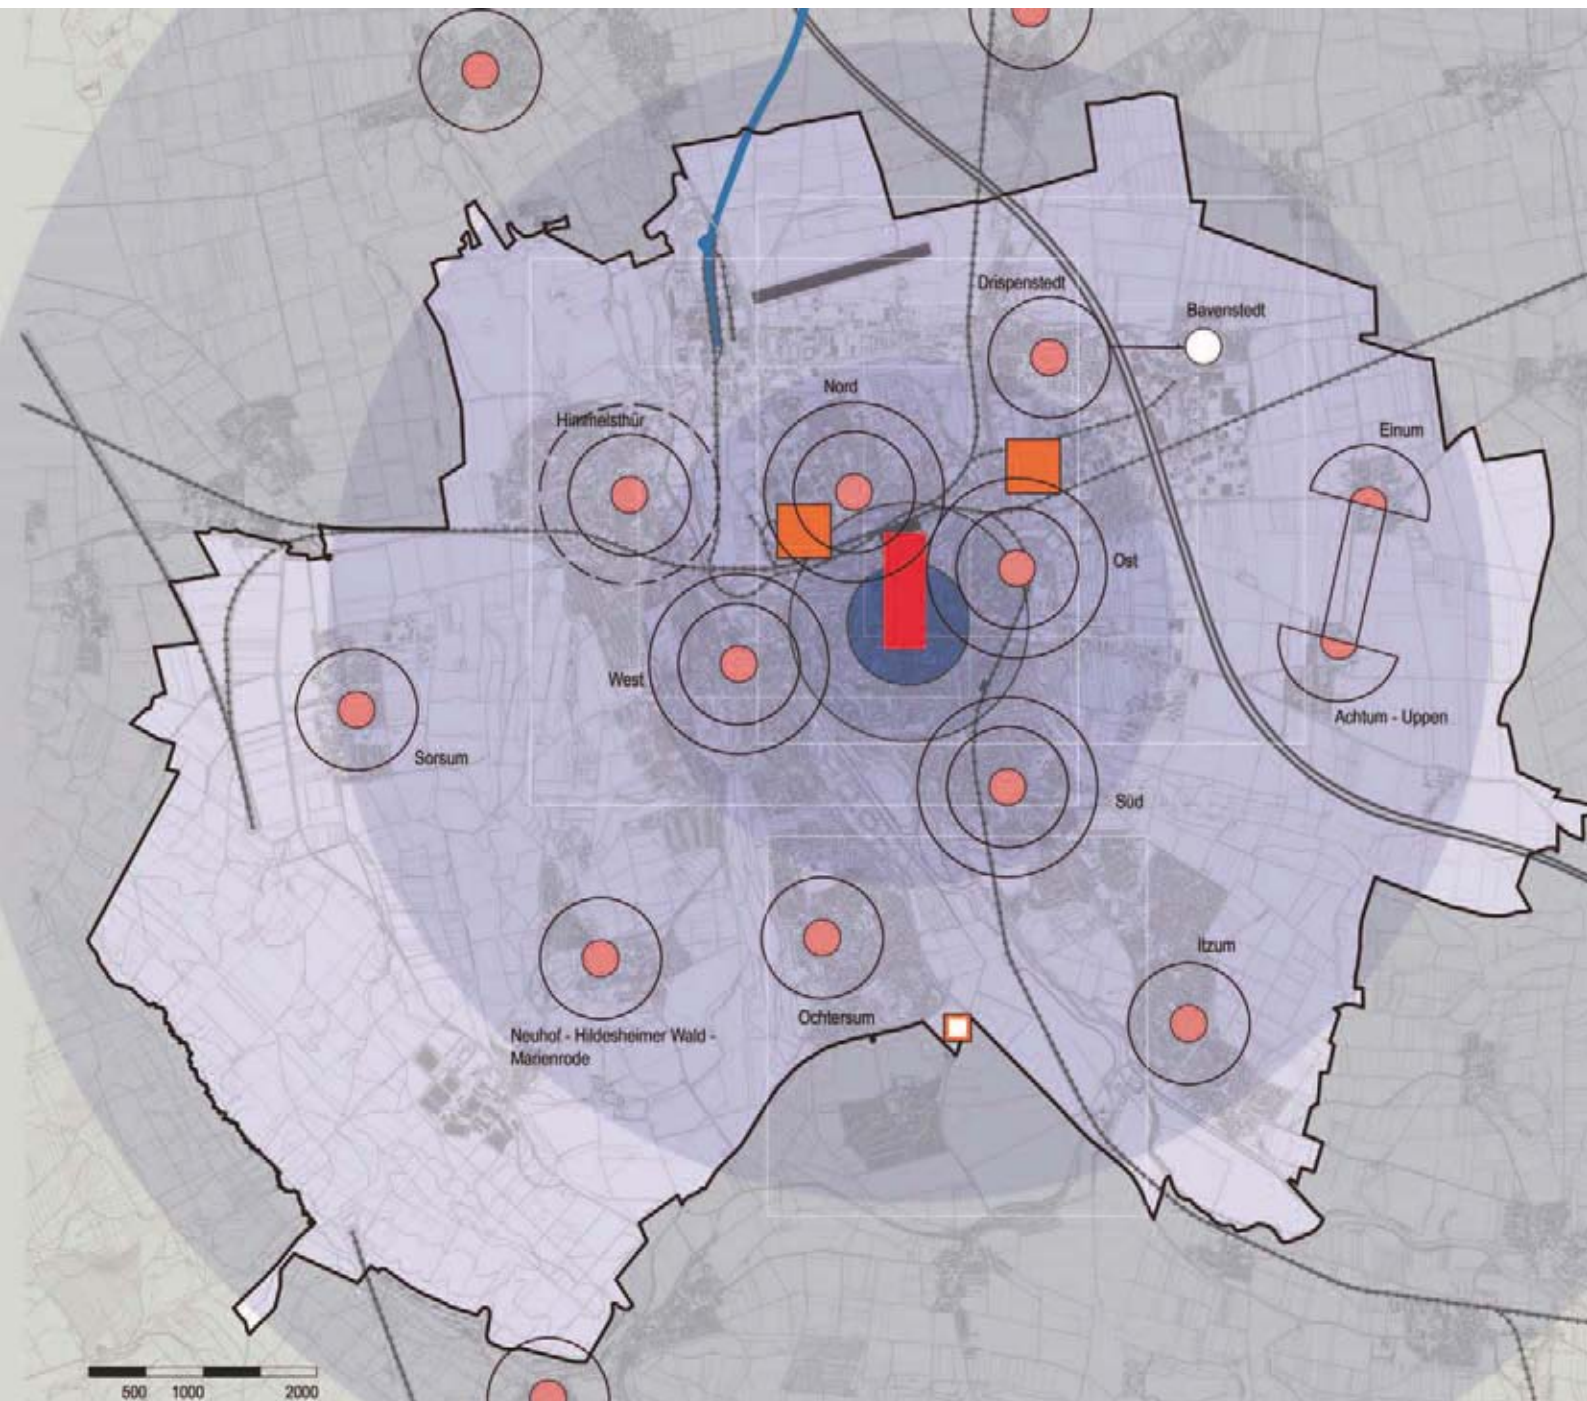 Drispenstedt
Bavenstedt
Nord
Himmelsthür
Einum
Ost
West
Achtum - Uppen
Sorsum
Süd
Itzum
Ochtersum
Neuhof - Hildesheimer Wald -
Marienrode
500 1000 2000